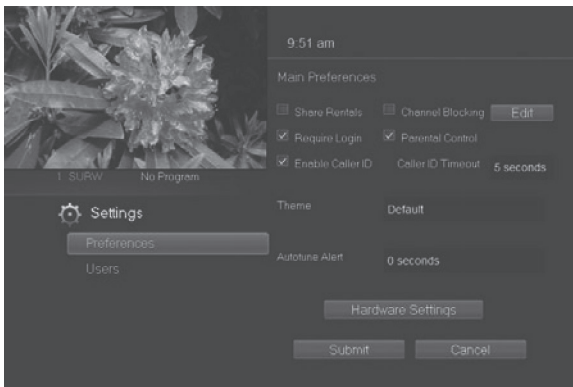 9:51 am
Main Preferences
Share Rentals
Channel Blocking
Edit
Require Login
Parental Control
Enable Caller ID
Caller ID Timeout
5 seconds
1 SURW No Program
Settings
Preferences
Users
Theme
Default
Autotune Alert
0 seconds
Hardware Settings
Submit
Cancel